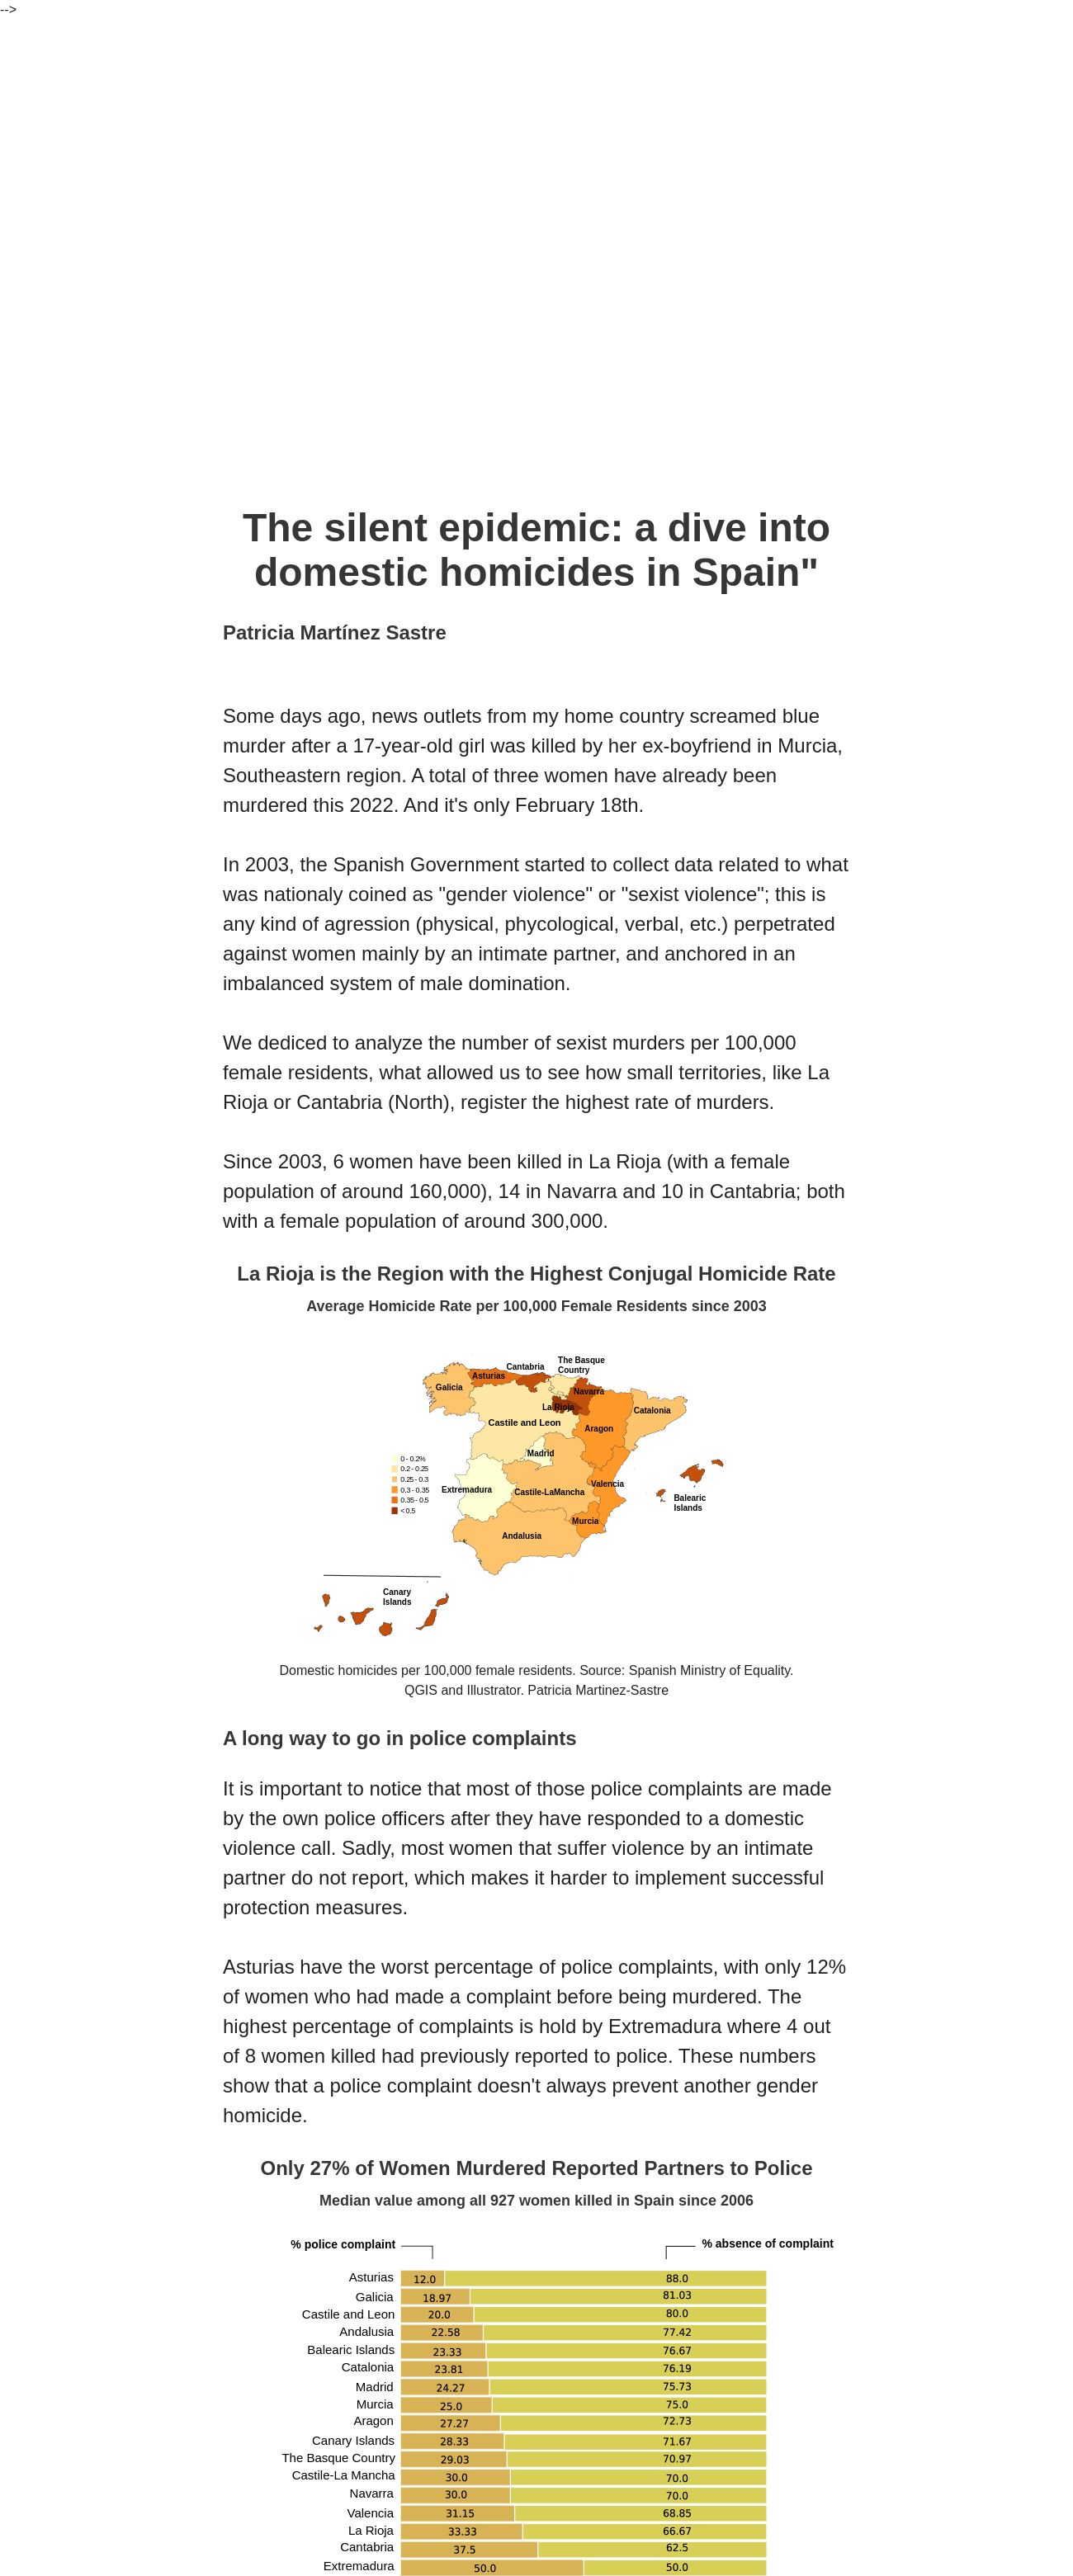 -->
The silent epidemic: a dive into
domestic homicides in Spain"
Patricia Martínez Sastre
Some days ago, news outlets from my home country screamed blue
murder after a 17-year-old girl was killed by her ex-boyfriend in Murcia,
Southeastern region. A total of three women have already been
murdered this 2022. And it's only February 18th.
In 2003, the Spanish Government started to collect data related to what
was nationaly coined as "gender violence" or "sexist violence"; this is
any kind of agression (physical, phycological, verbal, etc.) perpetrated
against women mainly by an intimate partner, and anchored in an
imbalanced system of male domination.
We dediced to analyze the number of sexist murders per 100,000
female residents, what allowed us to see how small territories, like La
Rioja or Cantabria (North), register the highest rate of murders.
Since 2003, 6 women have been killed in La Rioja (with a female
population of around 160,000), 14 in Navarra and 10 in Cantabria; both
with a female population of around 300,000.
La Rioja is the Region with the Highest Conjugal Homicide Rate
Average Homicide Rate per 100,000 Female Residents since 2003
The Basque
Country
Cantabria
Asturias
Galicia
Navarra
La Rioja
Catalonia
Castile and Leon
Aragon
Madrid
0 - 0.2%
0.2 - 0.25
0.25 - 0.3
0.3 - 0.35
0.35 - 0.5
<0.5
Extremadura
Castile-LaMancha
Valencia
Balearic
Islands
Murcia
Andalusia
Canary
Islands
Domestic homicides per 100,000 female residents. Source: Spanish Ministry of Equality.
QGIS and Illustrator. Patricia Martinez-Sastre
A long way to go in police complaints
It is important to notice that most of those police complaints are made
by the own police officers after they have responded to a domestic
violence call. Sadly, most women that suffer violence by an intimate
partner do not report, which makes it harder to implement successful
protection measures.
Asturias have the worst percentage of police complaints, with only 12%
of women who had made a complaint before being murdered. The
highest percentage of complaints is hold by Extremadura where 4 out
of 8 women killed had previously reported to police. These numbers
show that a police complaint doesn't always prevent another gender
homicide.
Only 27% of Women Murdered Reported Partners to Police
Median value among all 927 women killed in Spain since 2006
% police complaint % absence of complaint
Asturias 12.0 88.0
Galicia 18.97 81.03
Castile and Leon 20.0 80.0
Andalusia 22.58 77.42
Balearic Islands 23.33 76.67
Catalonia 23.81 76.19
Madrid 24.27 75.73
Murcia 25.0 75.0
Aragon 27.27 72.73
Canary Islands 28.33 71.67
The Basque Country 29.03 70.97
Castile-La Mancha 30.0 70.0
Navarra 30.0 70.0
Valencia 31.15 68.85
La Rioja 33.33 66.67
Cantabria 37.5 62.5
Extremadura 50.0 50.0